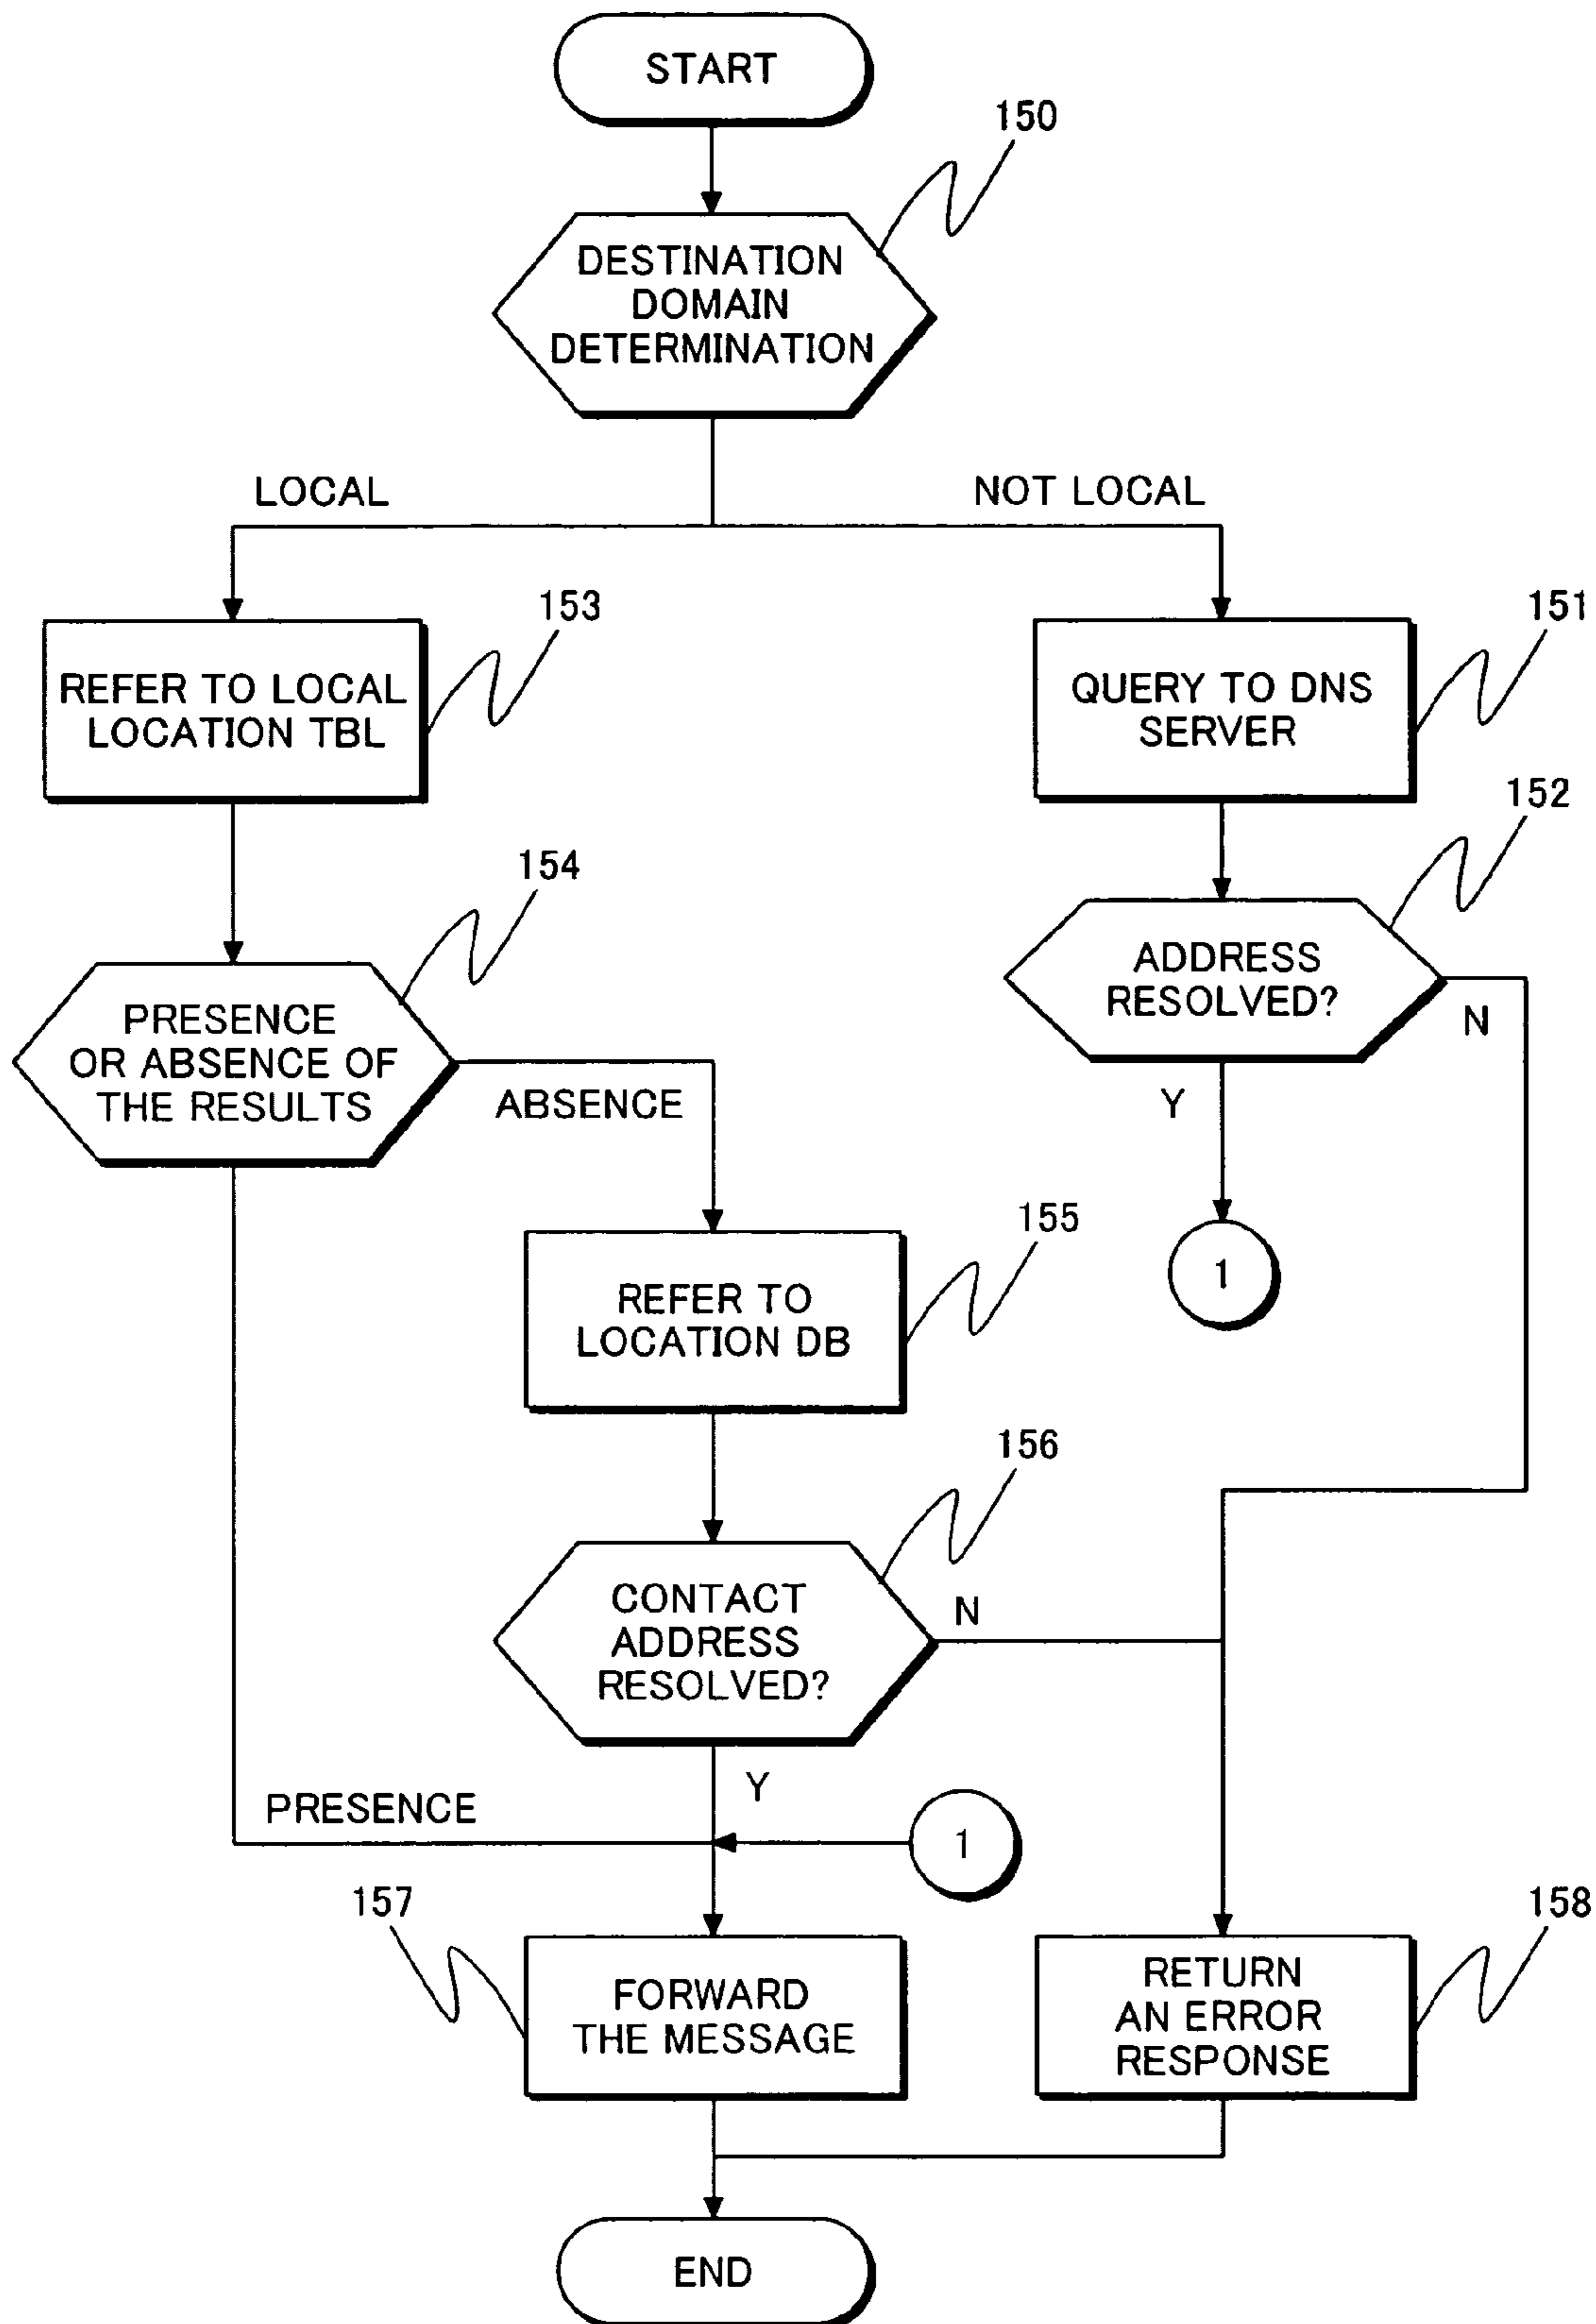 START
150
DESTINATION
DOMAIN
DETERMINATION
LOCAL
NOT LOCAL
153
151
REFER TO LOCAL
LOCATION TBL
QUERY TO DNS
SERVER
152
154
ADDRESS
RESOLVED?
N
Y
PRESENCE
OR ABSENCE OF
THE RESULTS
ABSENCE
155
1
REFER TO
LOCATION DB
156
CONTACT
ADDRESS
RESOLVED?
N
Y
PRESENCE
1
157
158
FORWARD
THE MESSAGE
RETURN
AN ERROR
RESPONSE
END